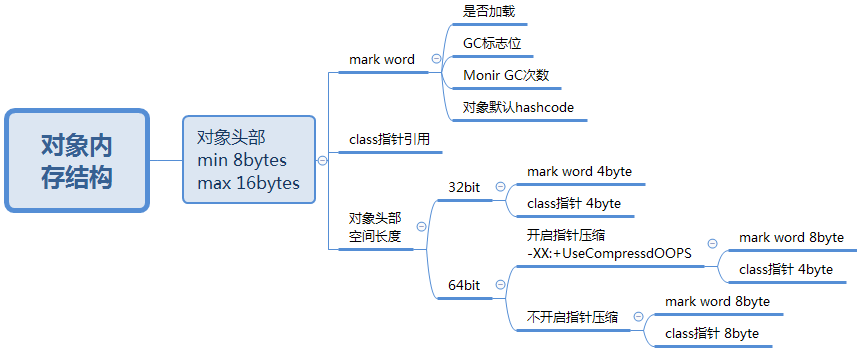 对象内
存结构
对象头部
min 8bytes
max 16bytes
mark word
是否加载
GC标志位
Monir GC次数
对象默认hashcode
class指针引用
对象头部
空间长度
32bit
mark word 4byte
class指针 4byte
64bit
开启指针压缩
-XX:+UseCompressdOOPS
mark word 8byte
class指针 4byte
不开启指针压缩
mark word 8byte
class指针 8byte